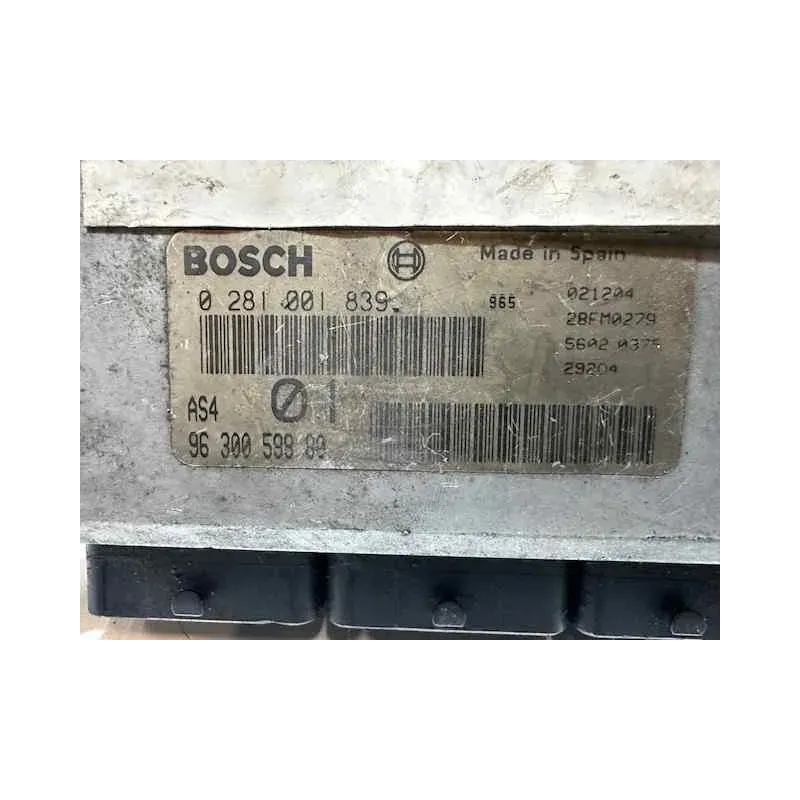 BOSCH Made in Spain
0 281 001 839 965 021204
28FM0279
5602 0375
29204
AS4 01
96 300 599 80